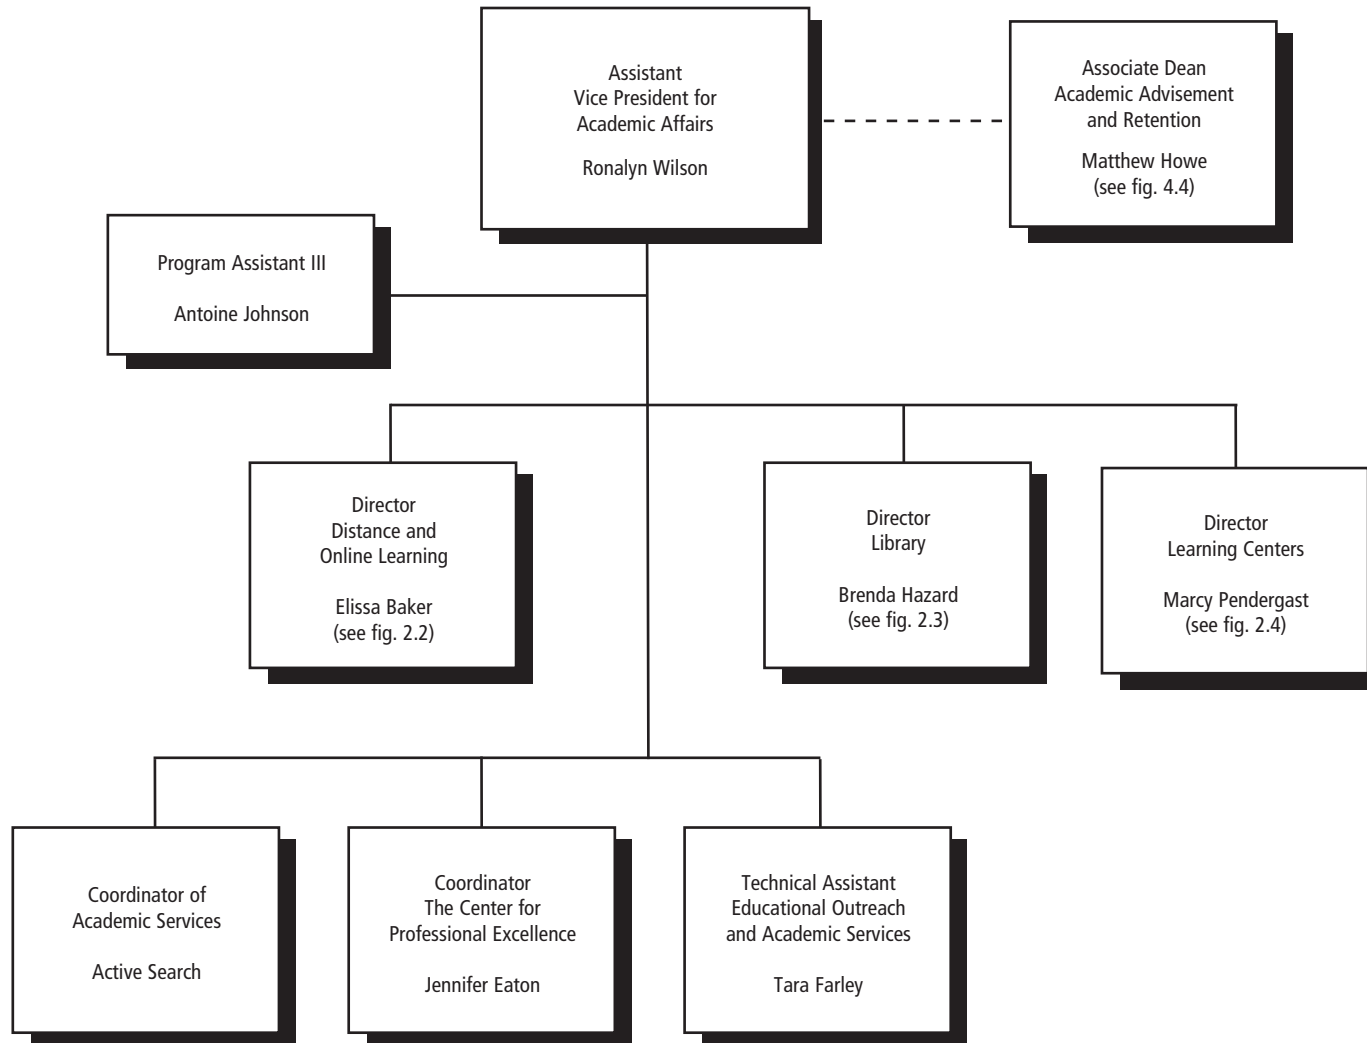 Assistant
Vice President for
Academic Affairs
Ronalyn Wilson
Associate Dean
Academic Advisement
and Retention
Matthew Howe
(see fig. 4.4)
Program Assistant III
Antoine Johnson
Director
Distance and
Online Learning
Elissa Baker
(see fig. 2.2)
Director
Library
Brenda Hazard
(see fig. 2.3)
Director
Learning Centers
Marcy Pendergast
(see fig. 2.4)
Coordinator of
Academic Services
Active Search
Coordinator
The Center for
Professional Excellence
Jennifer Eaton
Technical Assistant
Educational Outreach
and Academic Services
Tara Farley